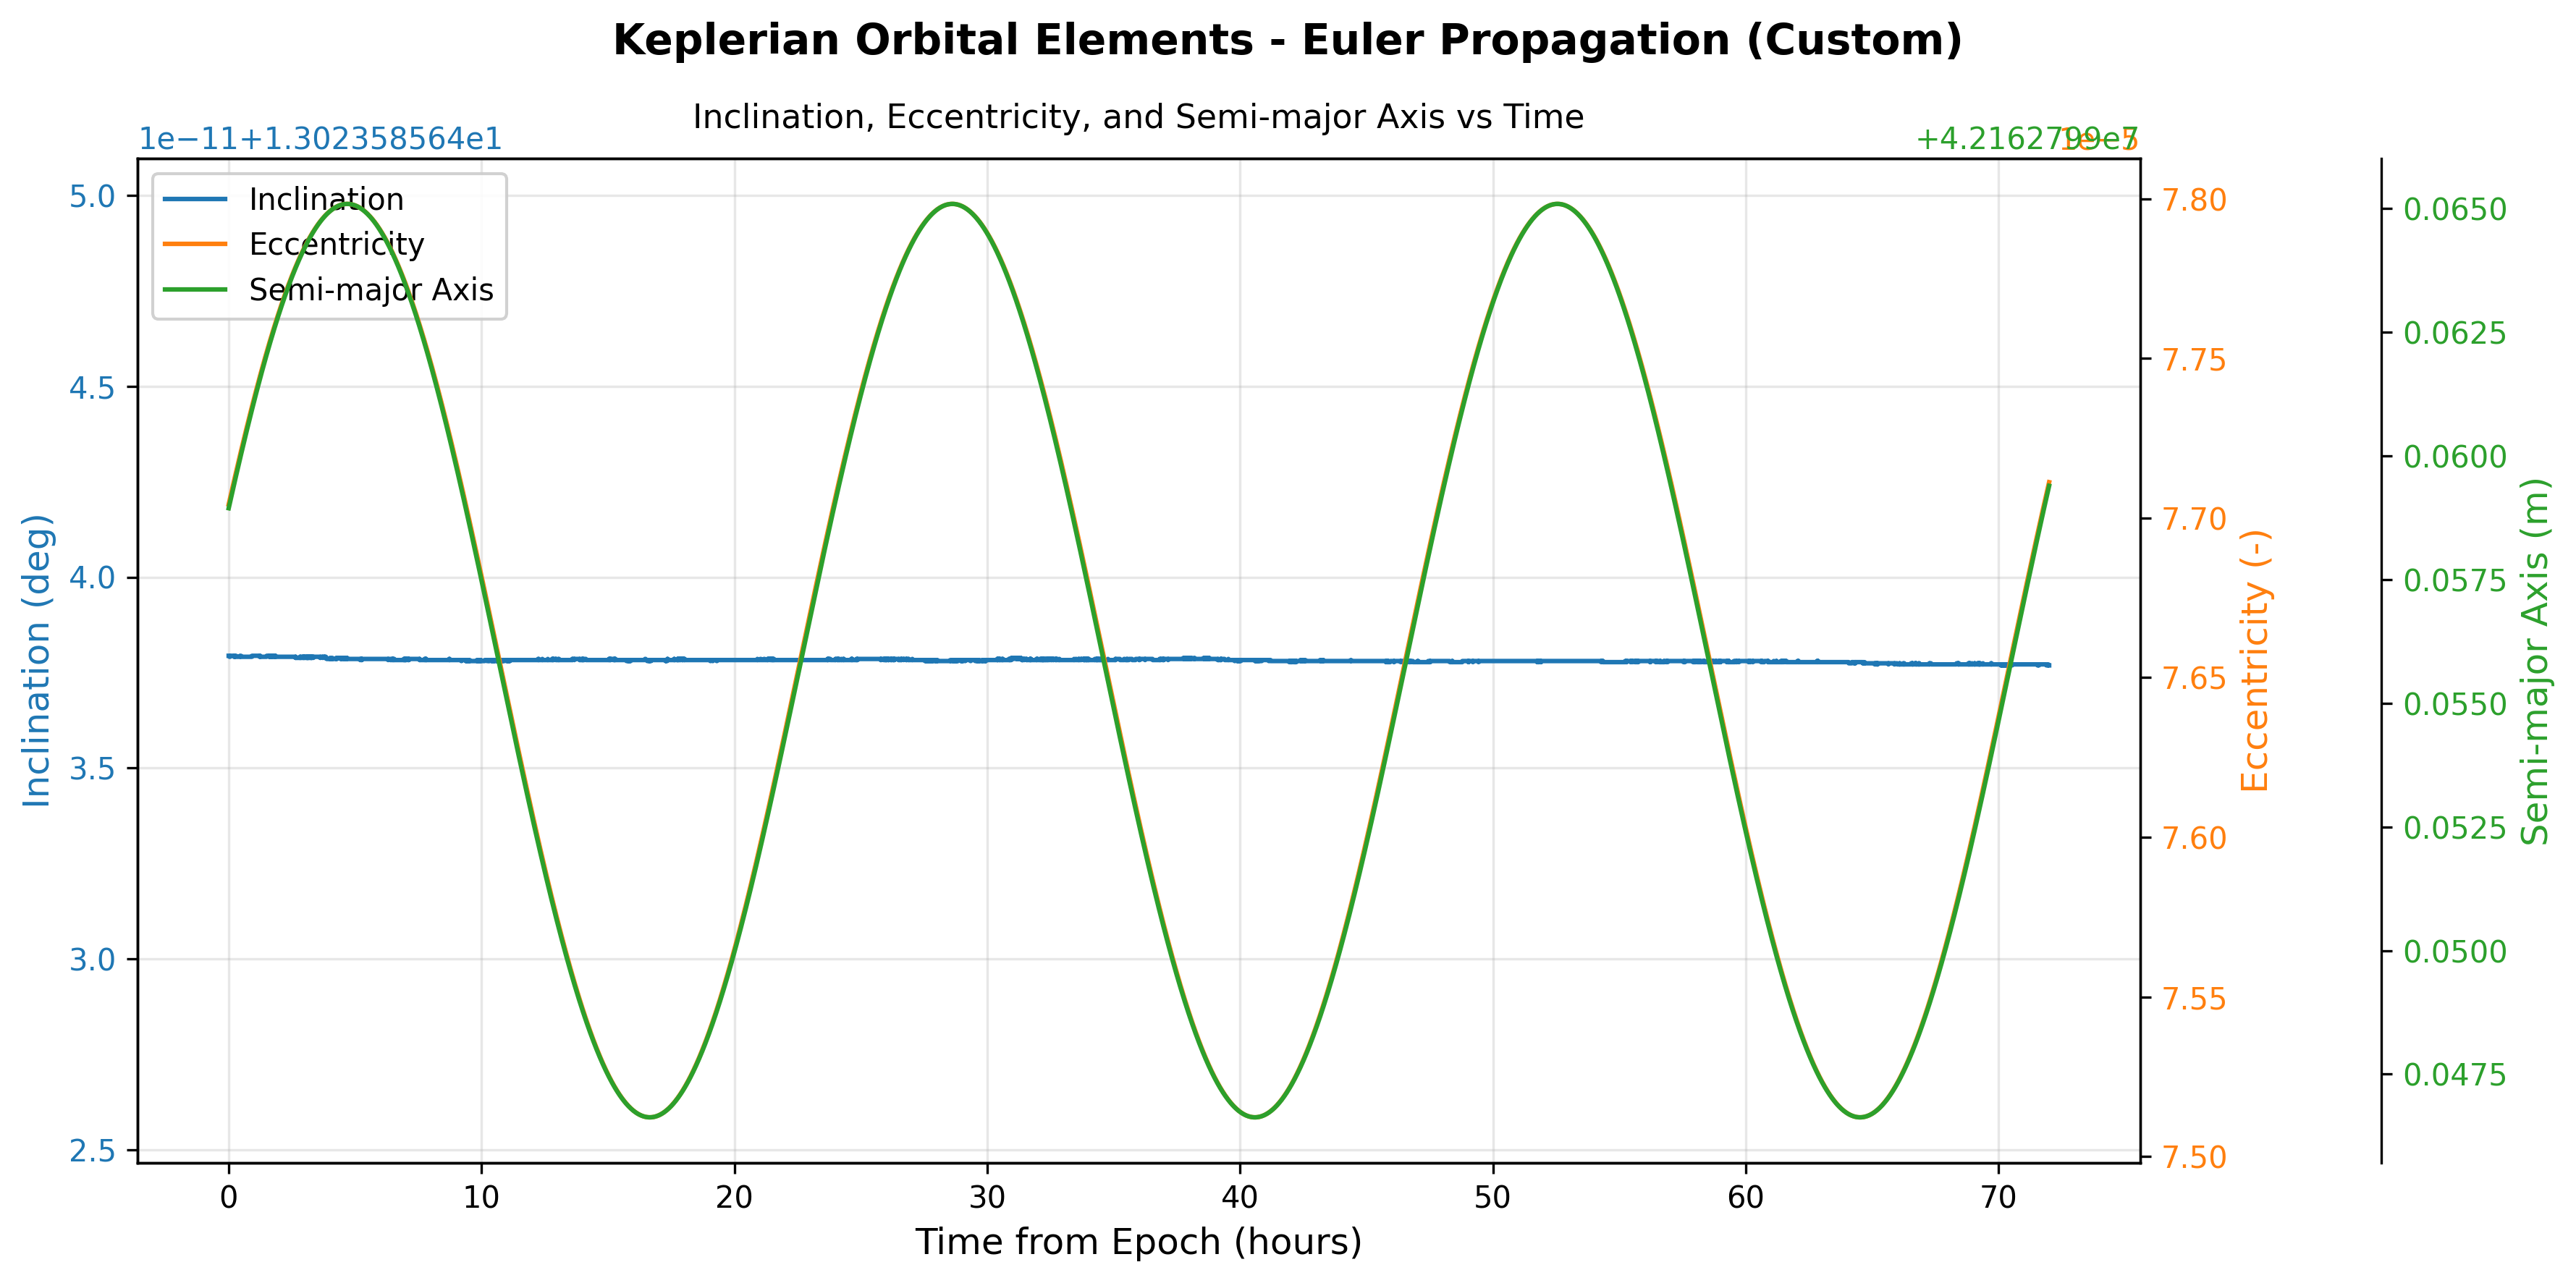 Keplerian Orbital Elements - Euler Propagation (Custom)
Inclination, Eccentricity, and Semi-major Axis vs Time
1e−11+1.302358564e1
+4.2162799e7
1e−5
Inclination
Eccentricity
Semi-major Axis
Inclination (deg)
5.0
4.5
4.0
3.5
3.0
2.5
7.80
7.75
7.70
7.65
7.60
7.55
7.50
Eccentricity (-)
0.0650
0.0625
0.0600
0.0575
0.0550
0.0525
0.0500
0.0475
Semi-major Axis (m)
0 10 20 30 40 50 60 70
Time from Epoch (hours)